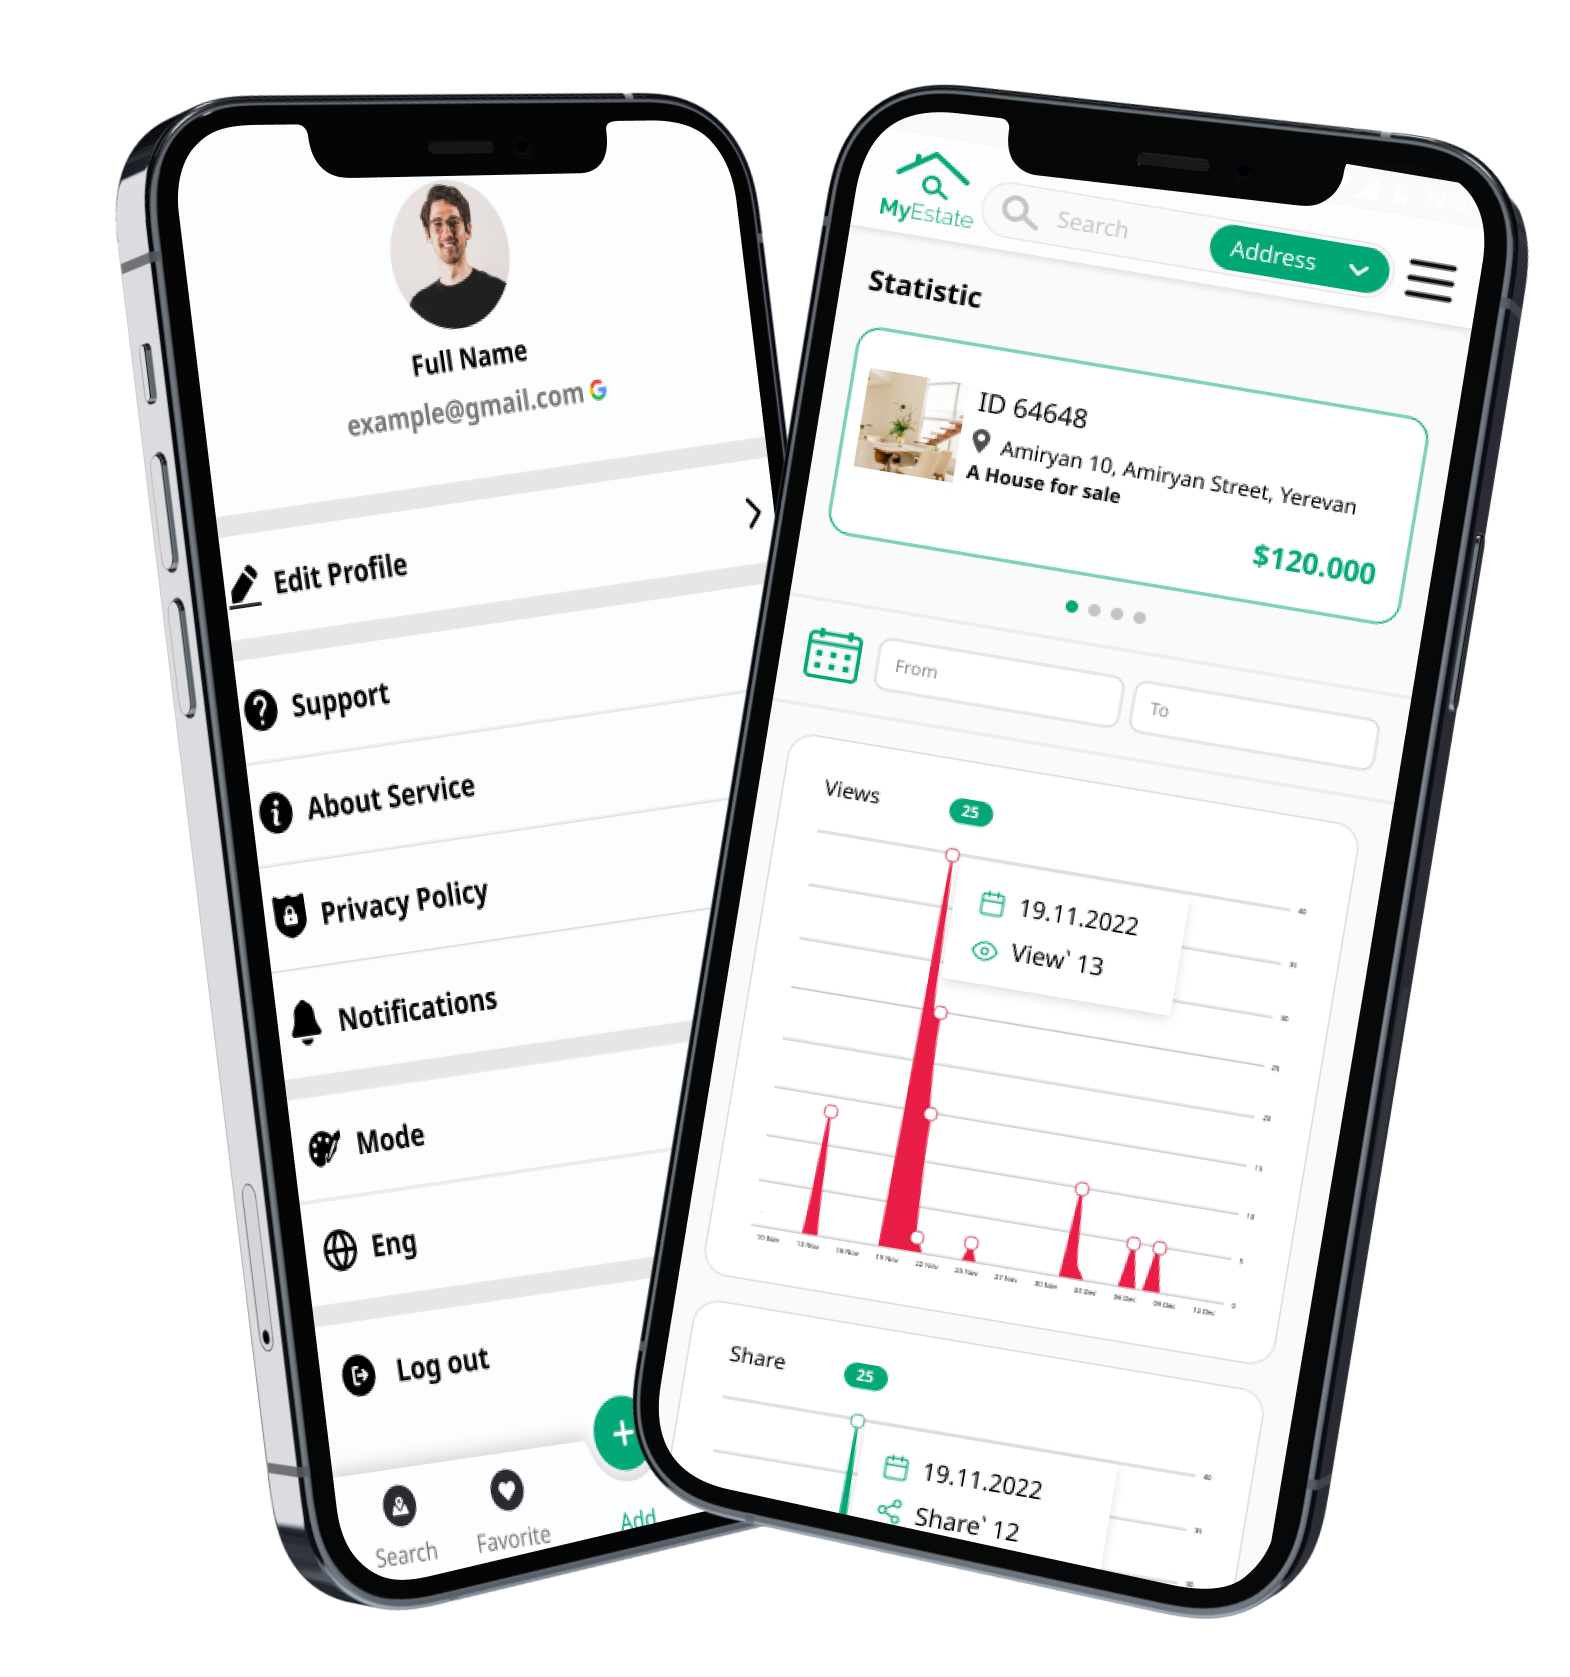 Full Name
example@gmail.com
Edit Profile
Support
About Service
Privacy Policy
Notifications
Mode
Eng
Log out
Search
Favorite
Add
MyEstate
Search
Address
Statistic
ID 64648
Amiryan 10, Amiryan Street, Yerevan
A House for sale
$120.000
From
To
Views
25
19.11.2022
View` 13
40
Share
25
19.11.2022
Share` 12
40